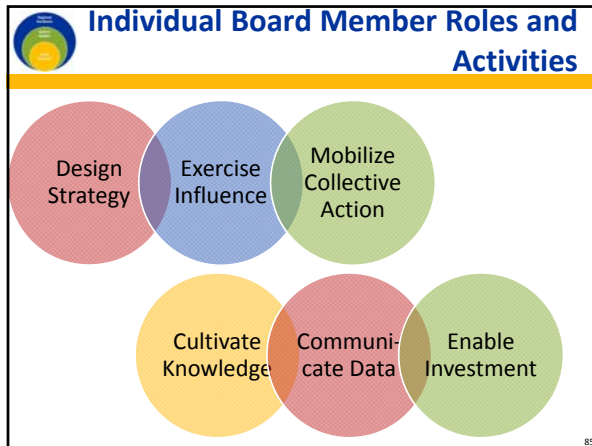 Individual Board Member Roles and
Activities
Design
Strategy
Exercise
Influence
Mobilize
Collective
Action
Cultivate
Knowledge
Communi-
cate Data
Enable
Investment